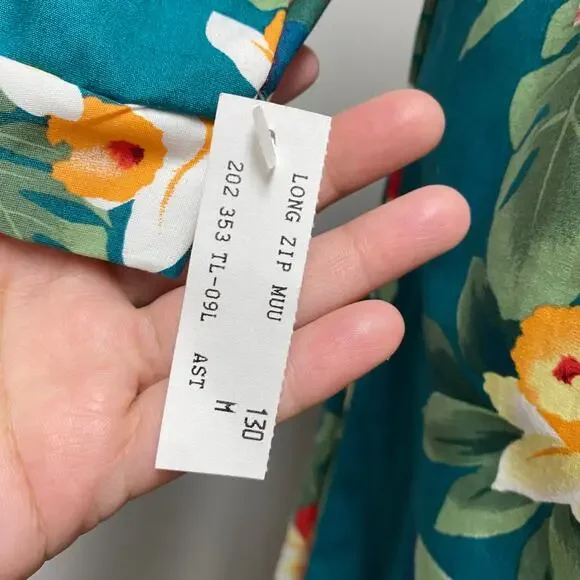 LONG ZIP MUU
202 353 TL-09L AST
130
M